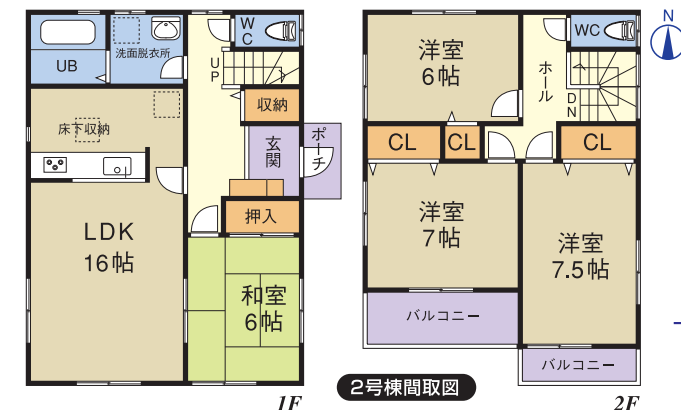 UB
洗面脱衣所
WC
UP
収納
床下収納
玄関
ポーチ
押入
LDK
16帖
和室
6帖
1F
洋室
6帖
ホール
WC
DN
CL
CL
CL
洋室
7帖
洋室
7.5帖
バルコニー
バルコニー
2F
N
2号棟間取図